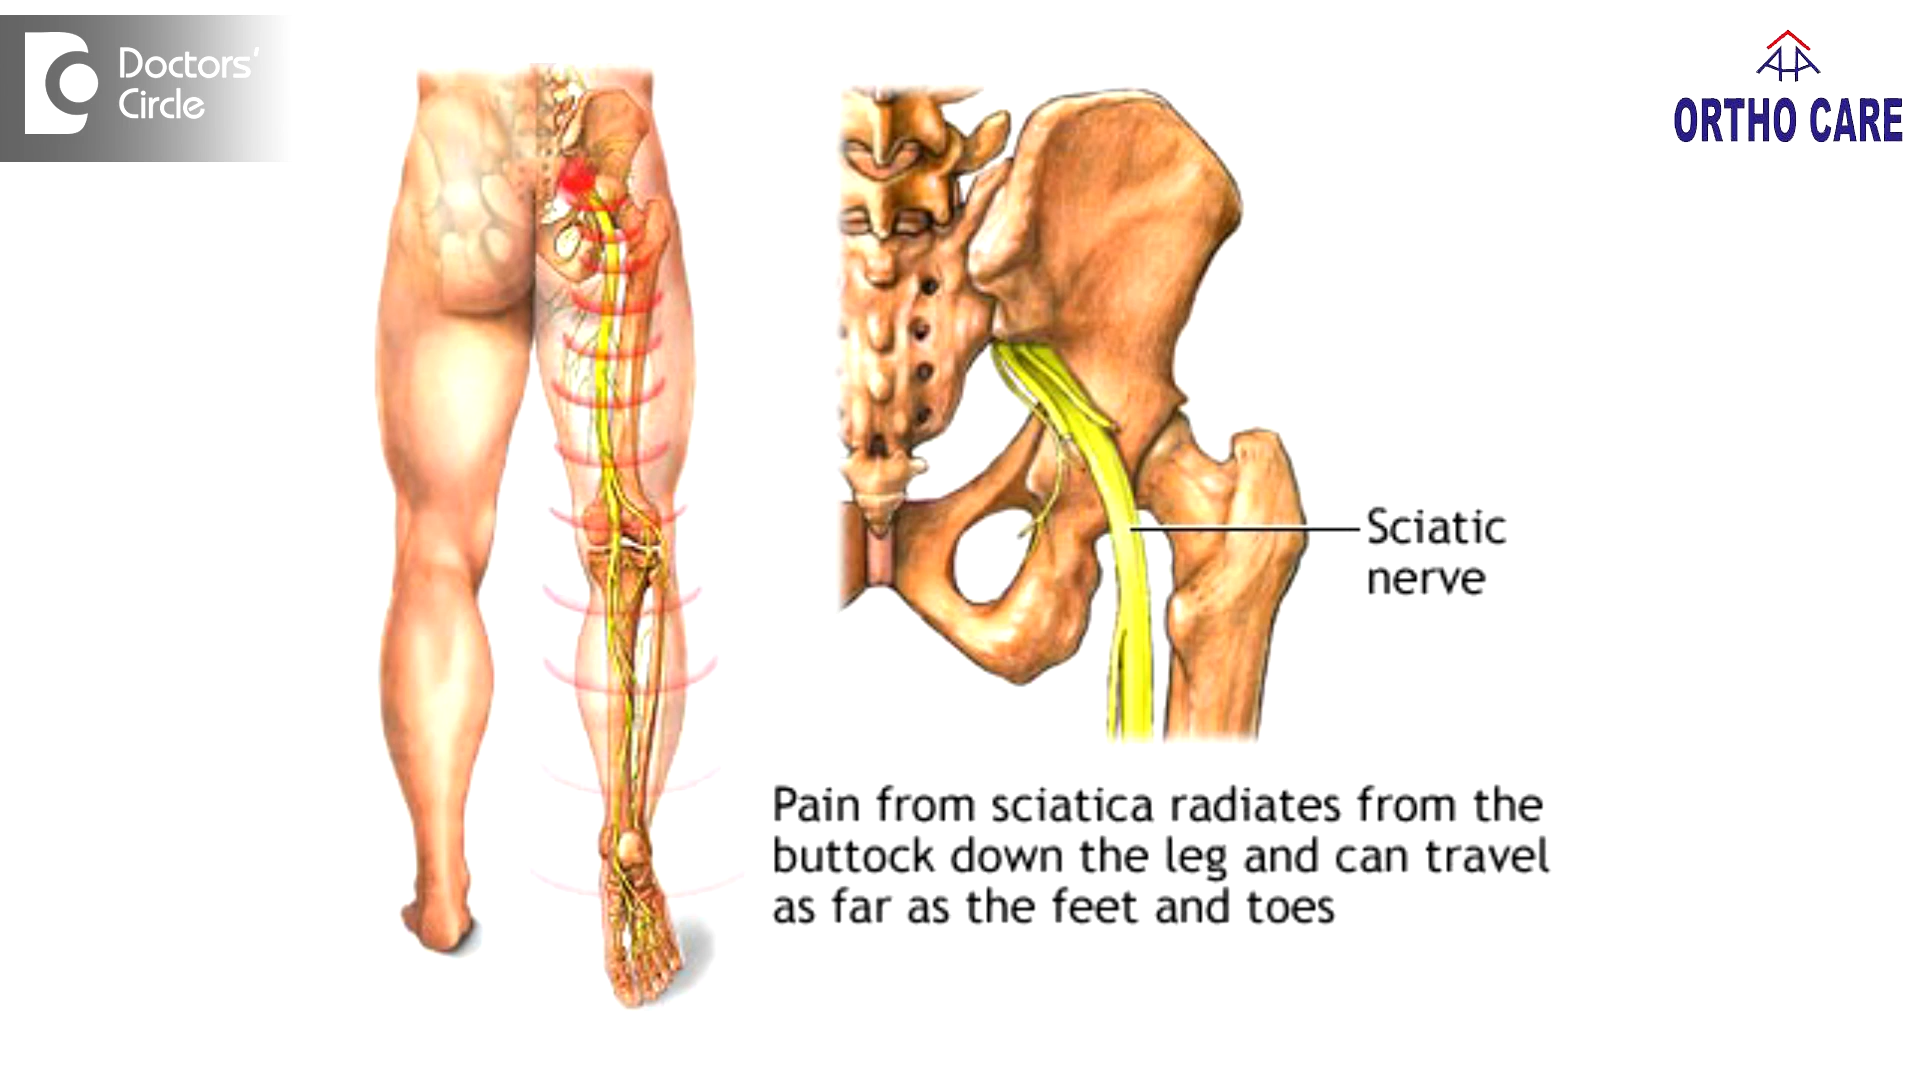 Doctors'
Circle
ORTHO CARE
Sciatic
nerve
Pain from sciatica radiates from the
buttock down the leg and can travel
as far as the feet and toes